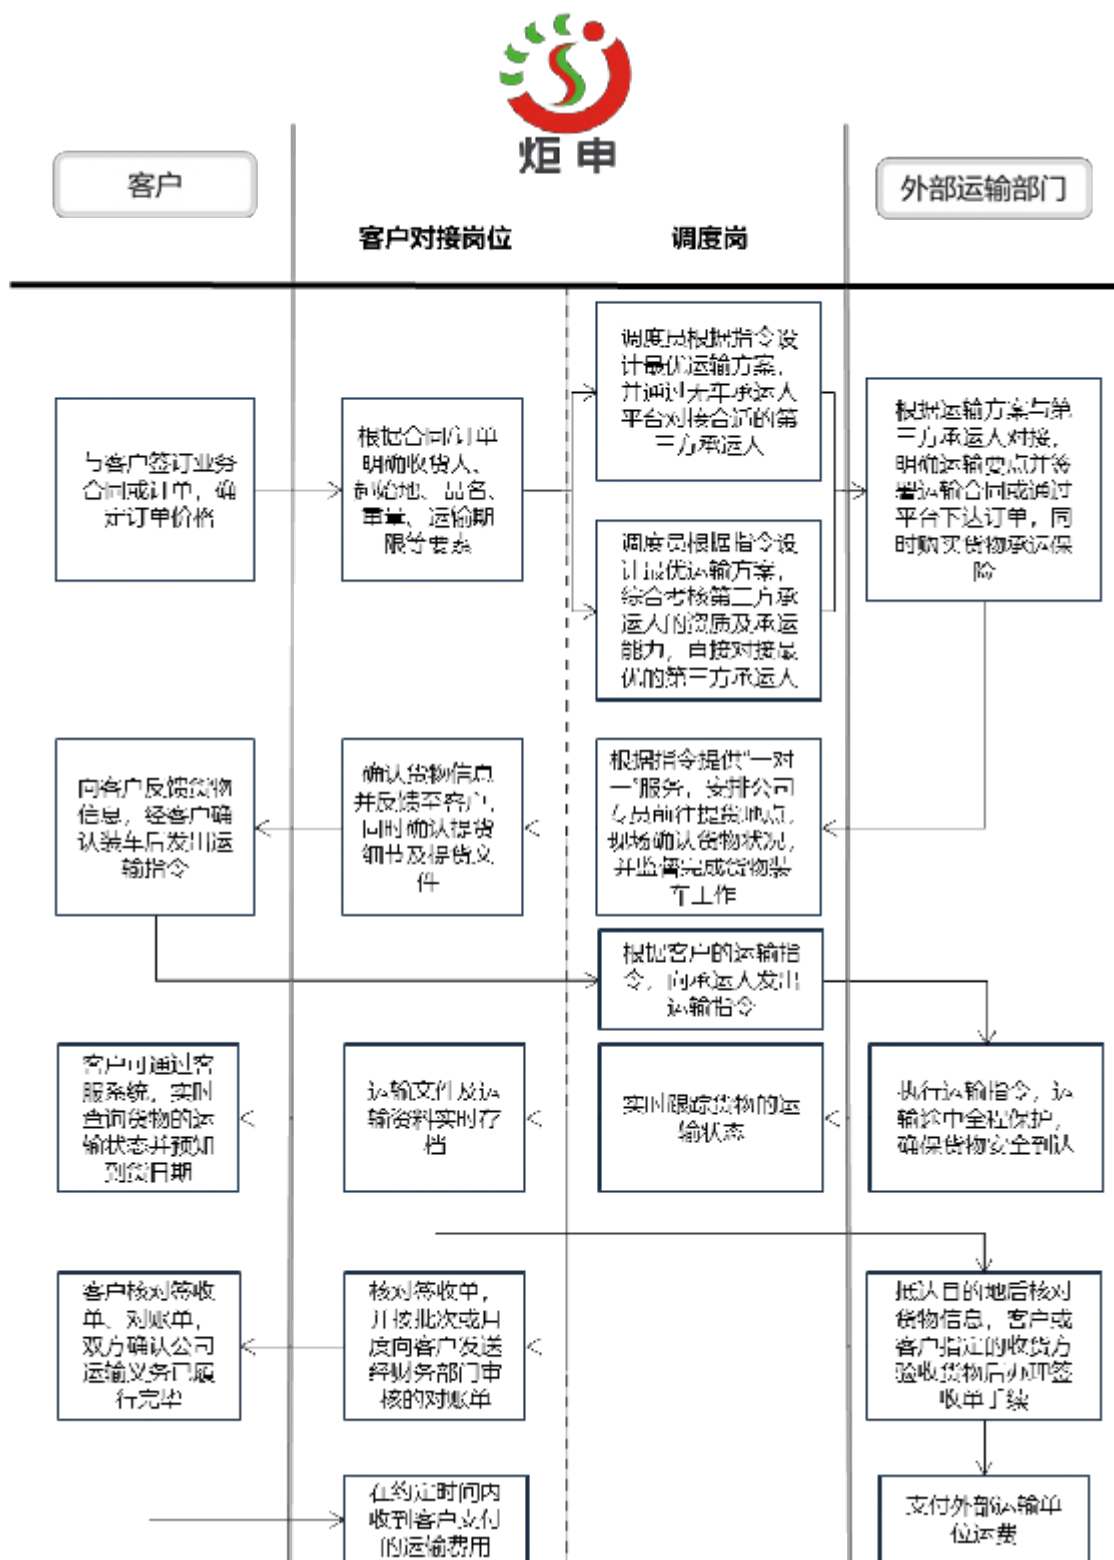 炬申
客户
外部运输部门
客户对接岗位
调度岗
调度员根据指令设
计最优运输方案，
并通过无车承运人
平台对接合适的第
三方承运人
与客户签订业务
合同或订单，确
定订单价格
根据合同/订单
明确收货人、
起始地、品名、
重量、运输期
限等要素
根据运输方案与第
三方承运人对接，
明确运输要点并签
署运输合同或通过
平台下达订单，同
时购买货物承运保
险
调度员根据指令设
计最优运输方案，
综合考核第三方承
运人的资质及承运
能力，直接对接最
优的第三方承运人
向客户反馈货物
信息，经客户确
认装车后发出运
输指令
确认货物信息
并反馈至客户，
同时确认提货
细节及提货文
件
根据指令提供“一对
一”服务，安排公司
专员前往提货地点，
现场确认货物状况，
并监督完成货物装
车工作
根据客户的运输指
令，向承运人发出
运输指令
客户可通过客
服系统，实时
查询货物的运
输状态并预知
到货日期
运输文件及运
输资料实时存
档
实时跟踪货物的运
输状态
执行运输指令，运
输途中全程保护，
确保货物安全到达
客户核对签收
单、对账单，
双方确认公司
运输义务已履
行完毕
核对签收单，
并按批次或月
度向客户发送
经财务部门审
核的对账单
抵达目的地后核对
货物信息，客户或
客户指定的收货方
验收货物后办理签
收单手续
在约定时间内
收到客户支付
的运输费用
支付外部运输单
位运费